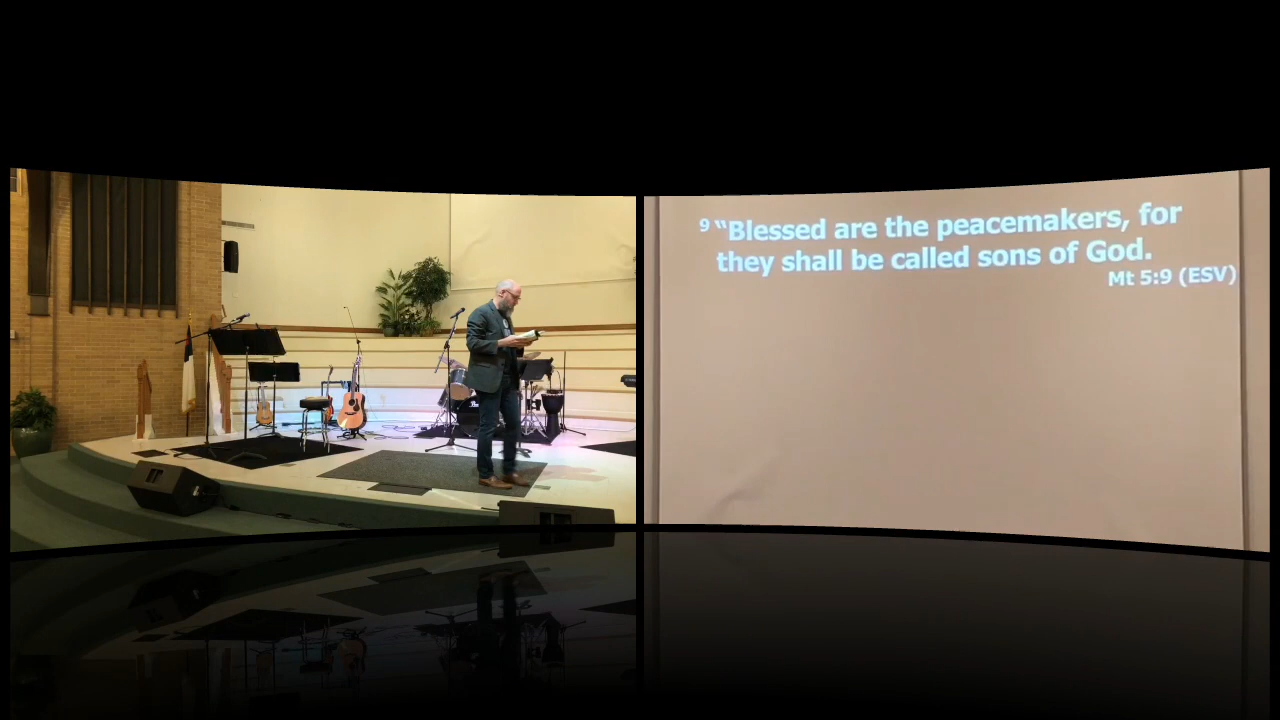 9 “Blessed are the peacemakers, for
they shall be called sons of God.
Mt 5:9 (ESV)